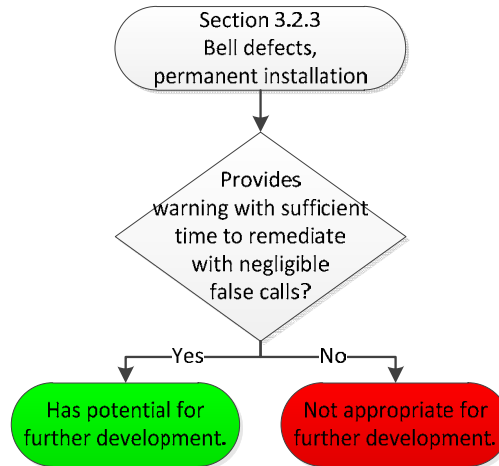 Section 3.2.3
Bell defects,
permanent installation
Provides
warning with sufficient
time to remediate
with negligible
false calls?
Yes
No
Has potential for
further development.
Not appropriate for
further development.